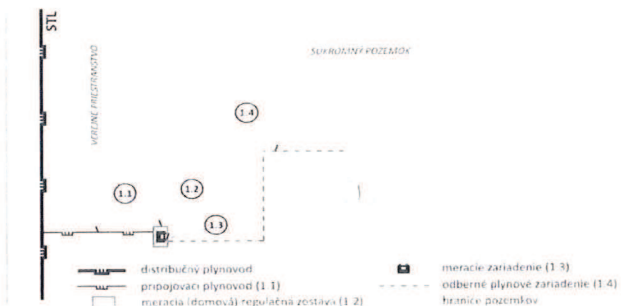 STL
SÚKROMNÝ POZEMOK
VEREJNÉ PRIESTRANSTVO
1.4
1.1
1.2
1.3
distribučný plynovod
pripojovací plynovod (1.1)
meracia (domová) regulačná zostava (1.2)
meracie zariadenie (1.3)
odberné plynové zariadenie (1.4)
hranice pozemkov